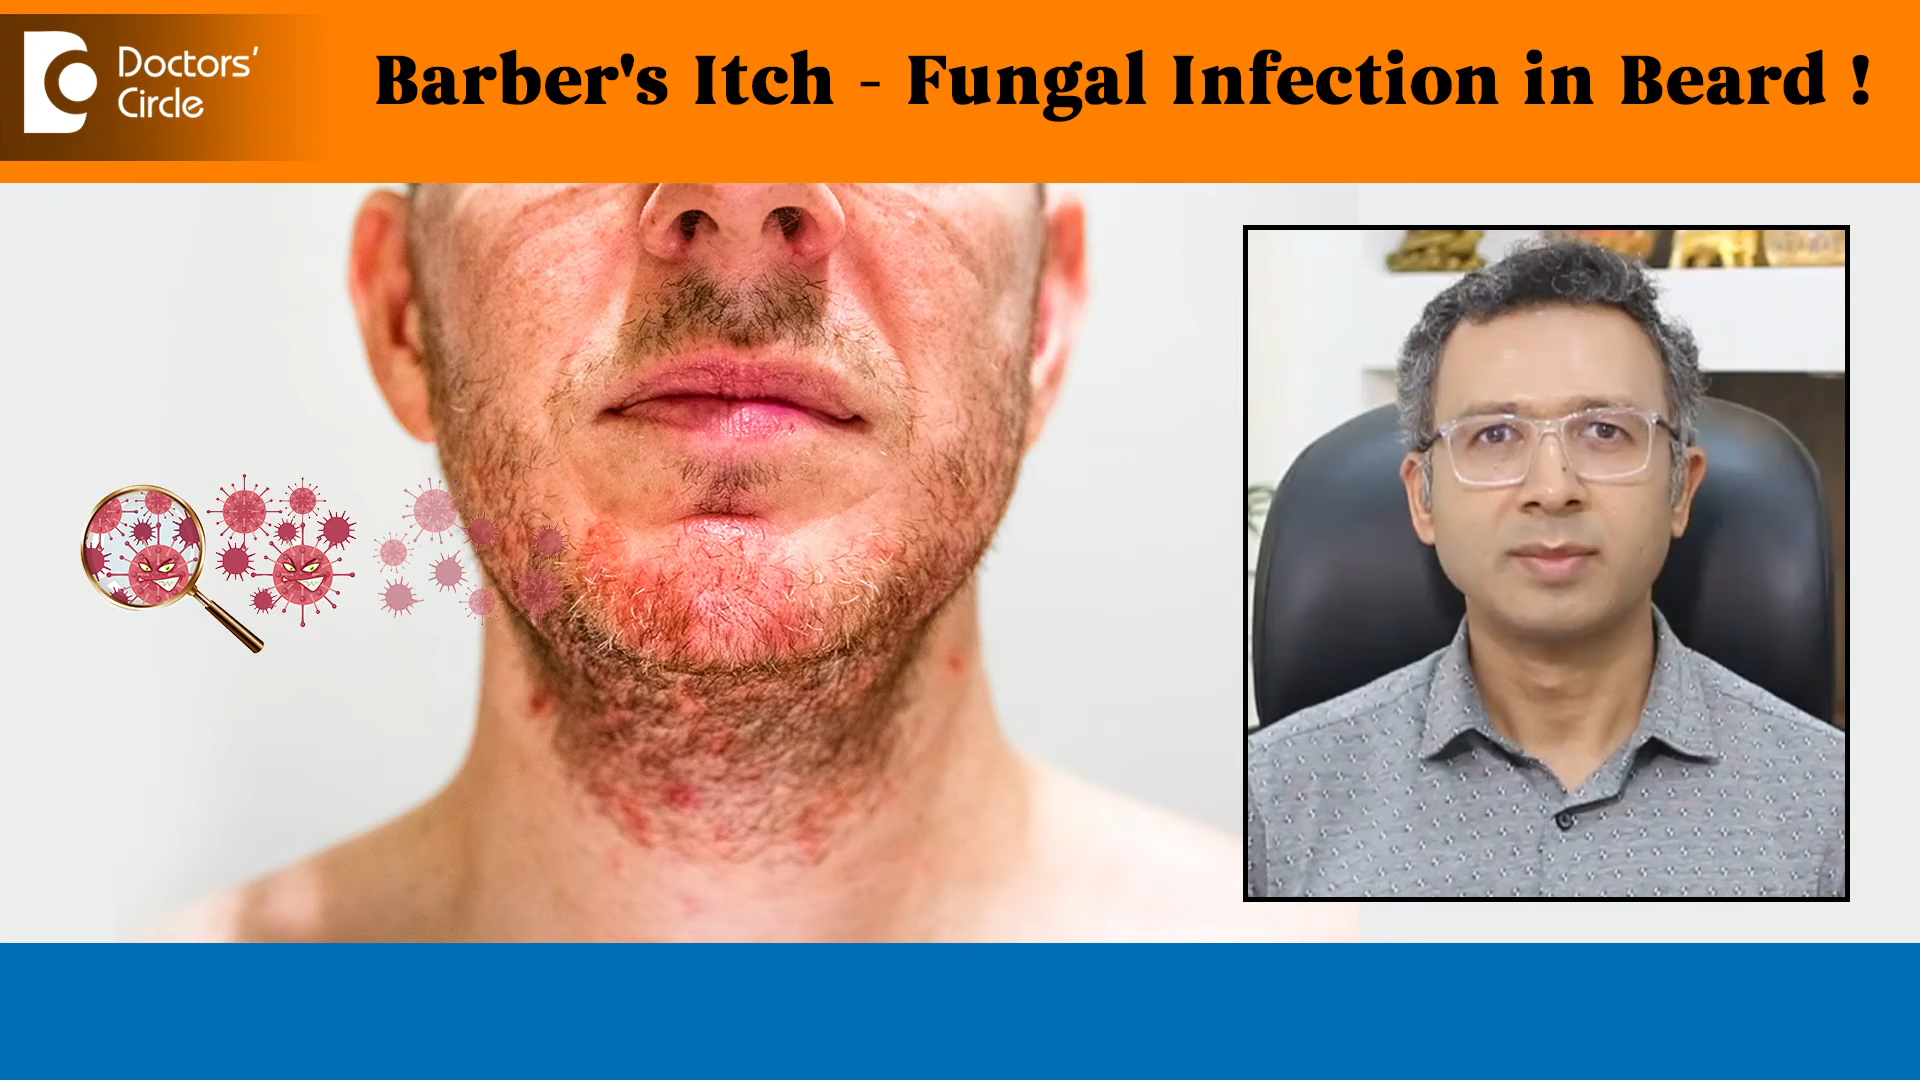 Doctors'
Circle
Barber's Itch - Fungal Infection in Beard !